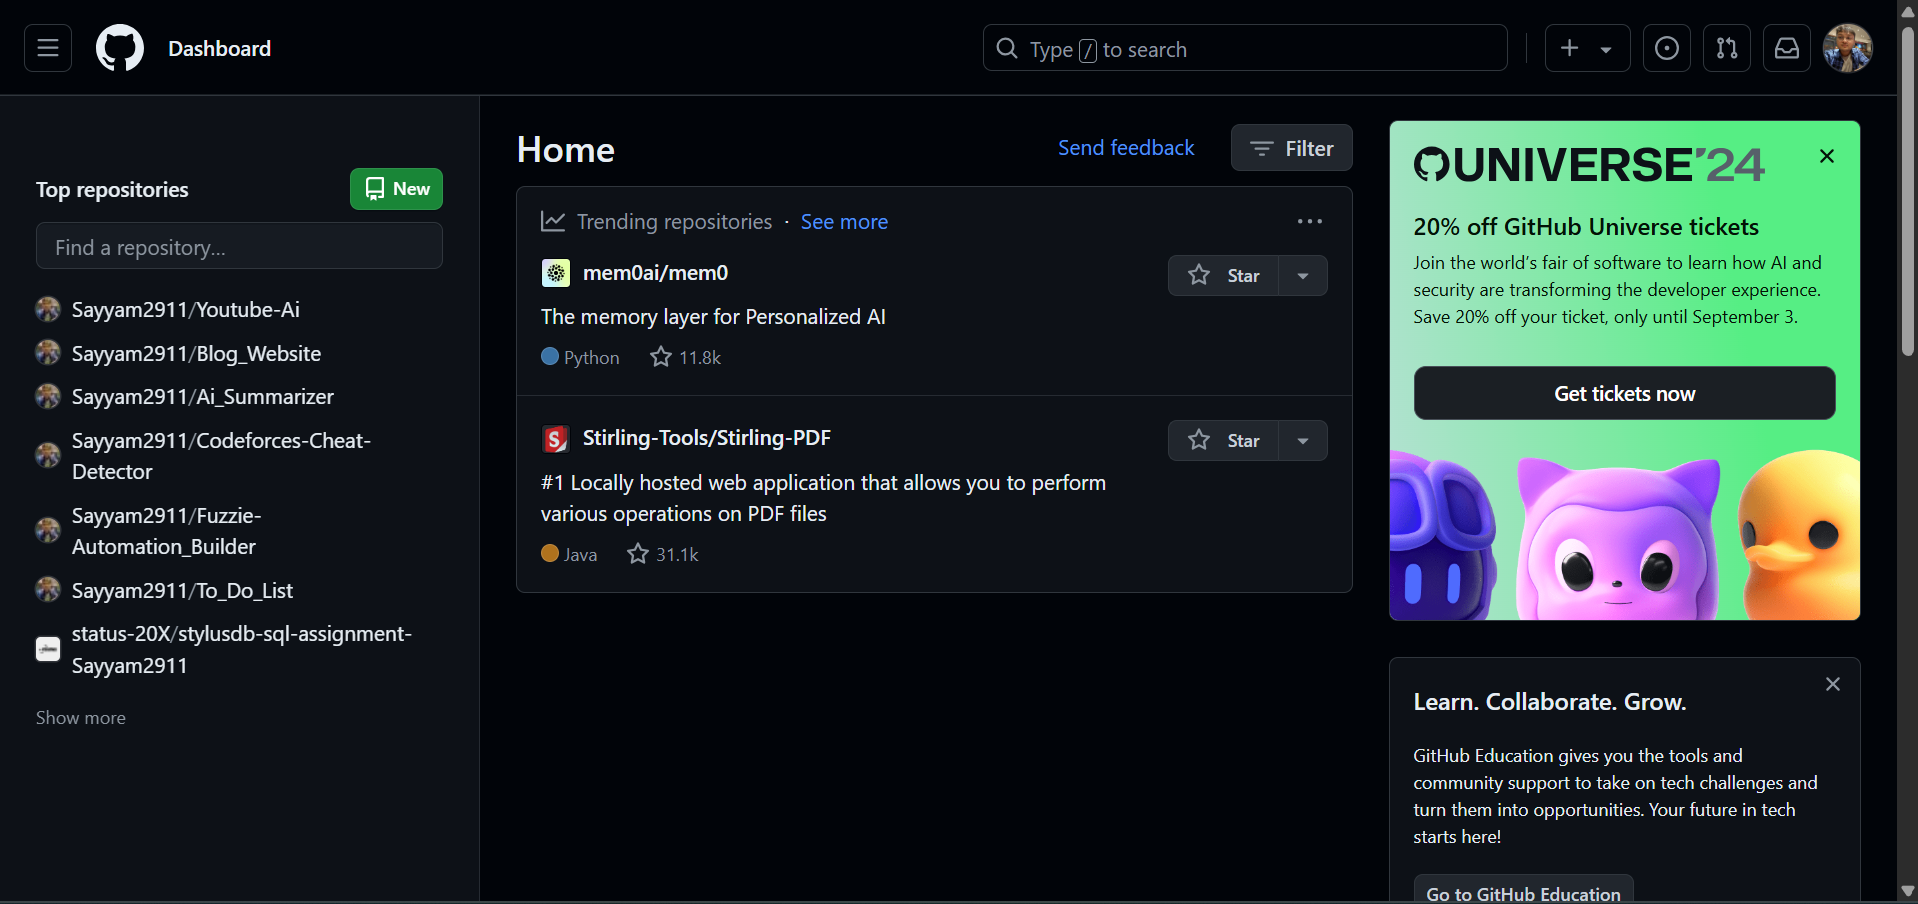 Dashboard
Type / to search
Top repositories
New
Find a repository...
Sayyam2911/Youtube-Ai
Sayyam2911/Blog_Website
Sayyam2911/Ai_Summarizer
Sayyam2911/Codeforces-Cheat-
Detector
Sayyam2911/Fuzzie-
Automation_Builder
Sayyam2911/To_Do_List
status-20X/stylusdb-sql-assignment-
Sayyam2911
Show more
Home
Send feedback
Filter
Trending repositories · See more
mem0ai/mem0
Star
The memory layer for Personalized AI
Python
11.8k
Stirling-Tools/Stirling-PDF
Star
#1 Locally hosted web application that allows you to perform
various operations on PDF files
Java
31.1k
UNIVERSE'24
20% off GitHub Universe tickets
Join the world’s fair of software to learn how AI and
security are transforming the developer experience.
Save 20% off your ticket, only until September 3.
Get tickets now
Learn. Collaborate. Grow.
GitHub Education gives you the tools and
community support to take on tech challenges and
turn them into opportunities. Your future in tech
starts here!
Go to GitHub Education